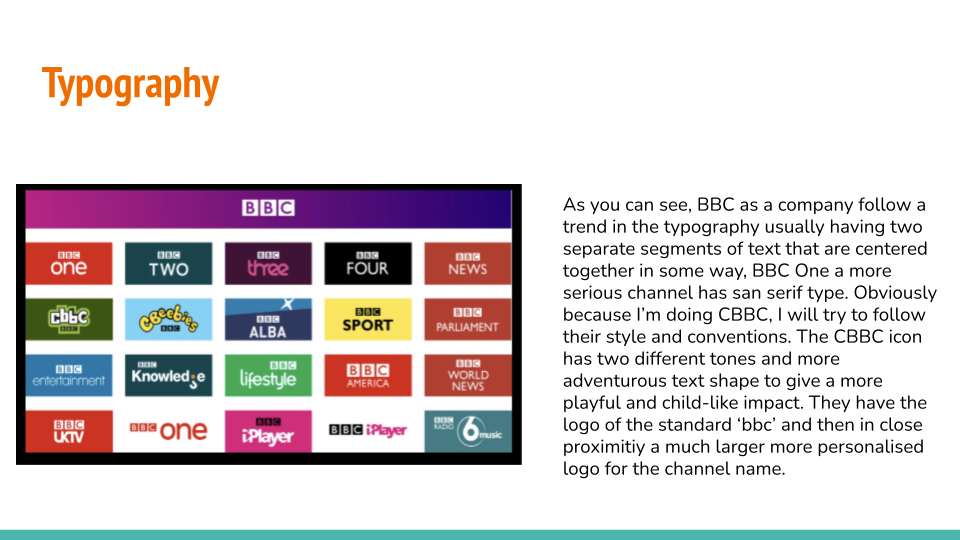 Typography
BBC
BBC
one
BBC
TWO
BBC
three
BBC
FOUR
BBC
NEWS
cbbc
BBC
CBeebies
BBC
BBC
ALBA
BBC
SPORT
BBC
PARLIAMENT
BBC
entertainment
BBC
Knowledge
BBC
lifestyle
BBC
AMERICA
BBC
WORLD
NEWS
BBC
UKTV
BBC one
BBC
iPlayer
BBC iPlayer
BBC
RADIO
6 music
As you can see, BBC as a company follow a
trend in the typography usually having two
separate segments of text that are centered
together in some way, BBC One a more
serious channel has san serif type. Obviously
because I’m doing CBBC, I will try to follow
their style and conventions. The CBBC icon
has two different tones and more
adventurous text shape to give a more
playful and child-like impact. They have the
logo of the standard ‘bbc’ and then in close
proximitiy a much larger more personalised
logo for the channel name.